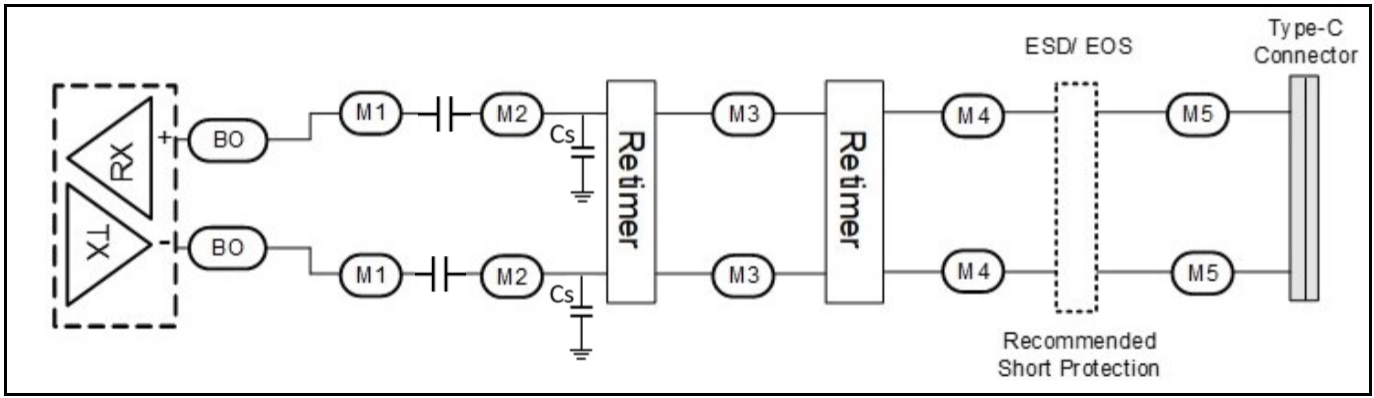 Type-C
Connector
ESD/ EOS
M1
M2
Cs
M3
M4
M5
+
BO
RX
Retimer
Retimer
TX
-
BO
M1
M2
Cs
M3
M4
M5
Recommended
Short Protection